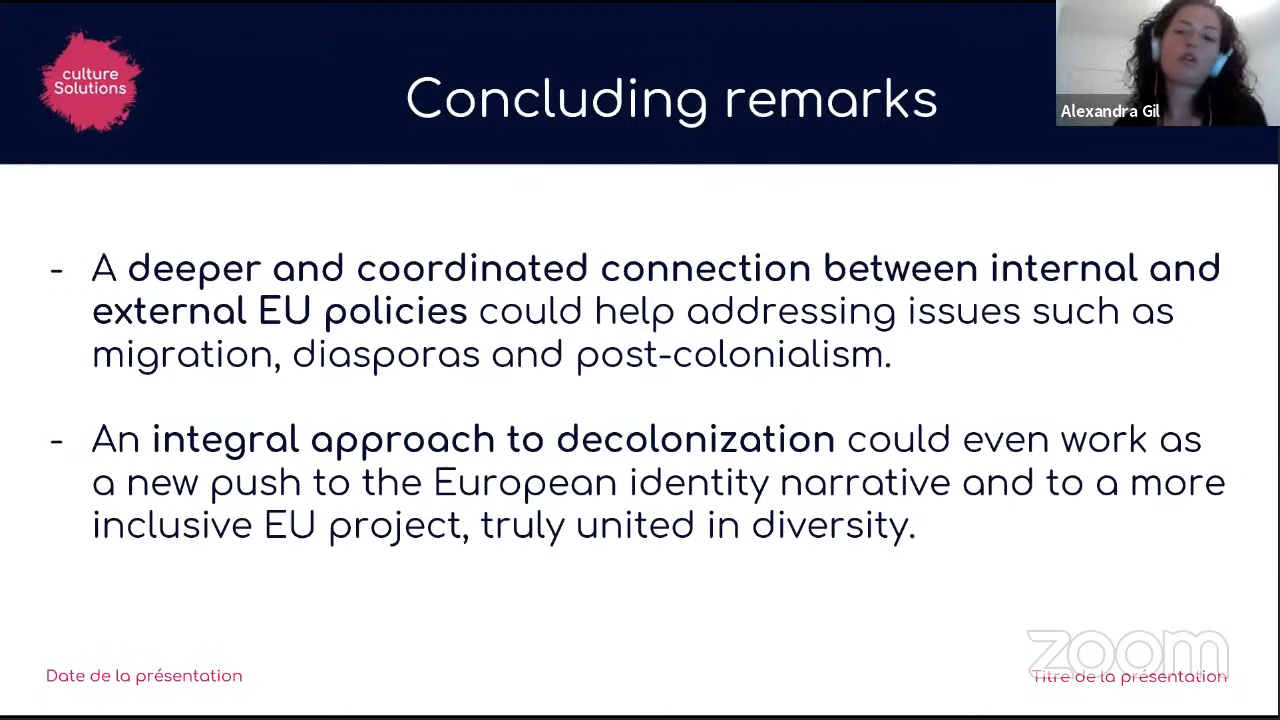 culture
Solutions
Concluding remarks
Alexandra Gil
- A deeper and coordinated connection between internal and
external EU policies could help addressing issues such as
migration, diasporas and post-colonialism.
- An integral approach to decolonization could even work as
a new push to the European identity narrative and to a more
inclusive EU project, truly united in diversity.
zoom
Date de la présentation
Titre de la présentation